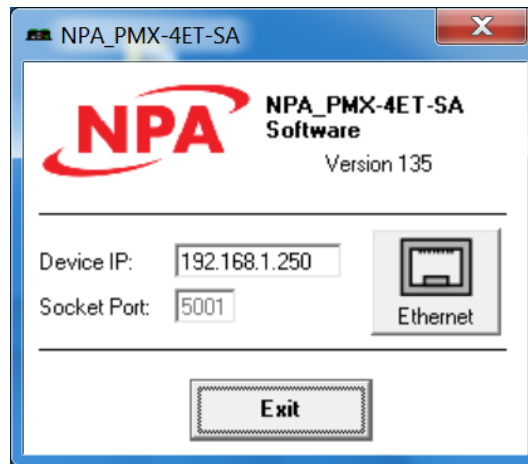 NPA_PMX-4ET-SA
X
NPA
NPA_PMX-4ET-SA
Software
Version 135
Device IP: 192.168.1.250
Socket Port: 5001
Ethernet
Exit